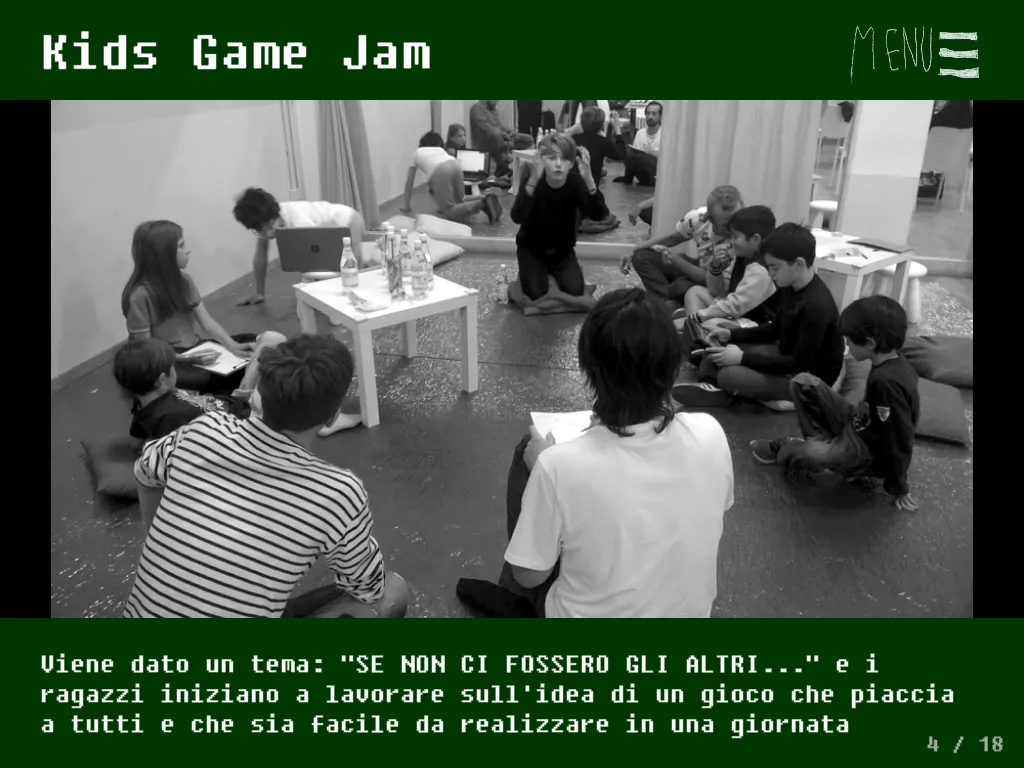 Kids Game Jam
MENU
Viene dato un tema: "SE NON CI FOSSERO GLI ALTRI..." e i
ragazzi iniziano a lavorare sull'idea di un gioco che piaccia
a tutti e che sia facile da realizzare in una giornata
4 / 18